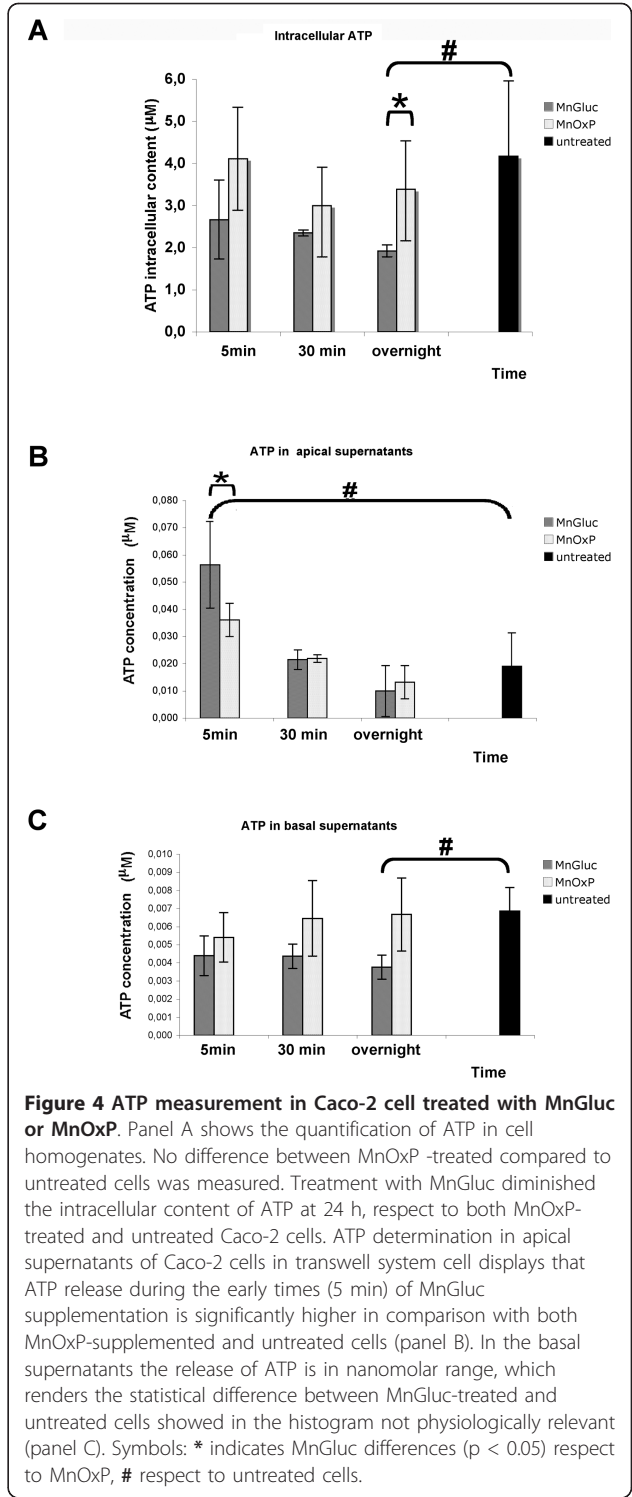 A
Intracellular ATP
#
*
6,0
5,0
4,0
3,0
2,0
1,0
0,0
ATP intracellular content (µM)
MnGluc
MnOxP
untreated
5min 30 min overnight
Time
B
ATP in apical supernatants
*
#
0,080
0,070
0,060
0,050
0,040
0,030
0,020
0,010
0,000
ATP concentration (µM)
MnGluc
MnOxP
untreated
5min 30 min overnight
Time
C
ATP in basal supernatants
#
0,010
0,009
0,008
0,007
0,006
0,005
0,004
0,003
0,002
0,001
0,000
ATP concentration (µM)
MnGluc
MnOxP
untreated
5min 30 min overnight
Time
Figure 4 ATP measurement in Caco-2 cell treated with MnGluc
or MnOxP. Panel A shows the quantification of ATP in cell
homogenates. No difference between MnOxP -treated compared to
untreated cells was measured. Treatment with MnGluc diminished
the intracellular content of ATP at 24 h, respect to both MnOxP-
treated and untreated Caco-2 cells. ATP determination in apical
supernatants of Caco-2 cells in transwell system cell displays that
ATP release during the early times (5 min) of MnGluc
supplementation is significantly higher in comparison with both
MnOxP-supplemented and untreated cells (panel B). In the basal
supernatants the release of ATP is in nanomolar range, which
renders the statistical difference between MnGluc-treated and
untreated cells showed in the histogram not physiologically relevant
(panel C). Symbols: * indicates MnGluc differences (p < 0.05) respect
to MnOxP, # respect to untreated cells.